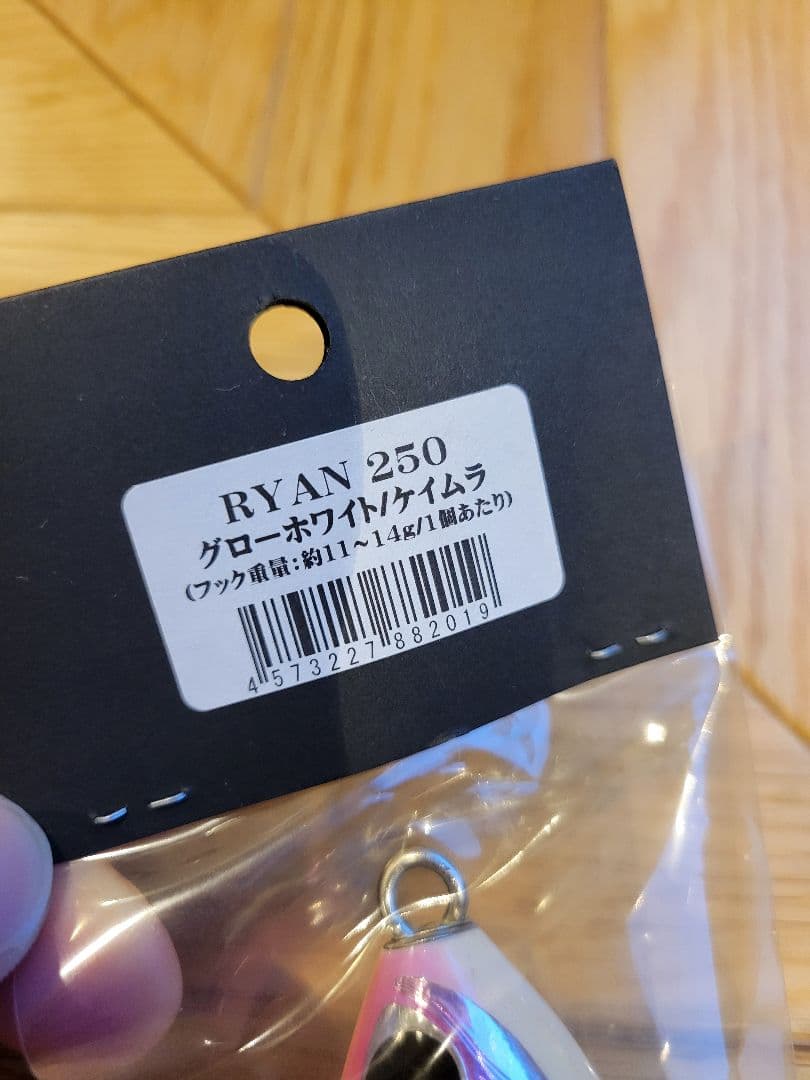 RYAN 250
グローホワイト/ケイムラ
(フック重量:約11~14g/1個あたり)
4573227882019